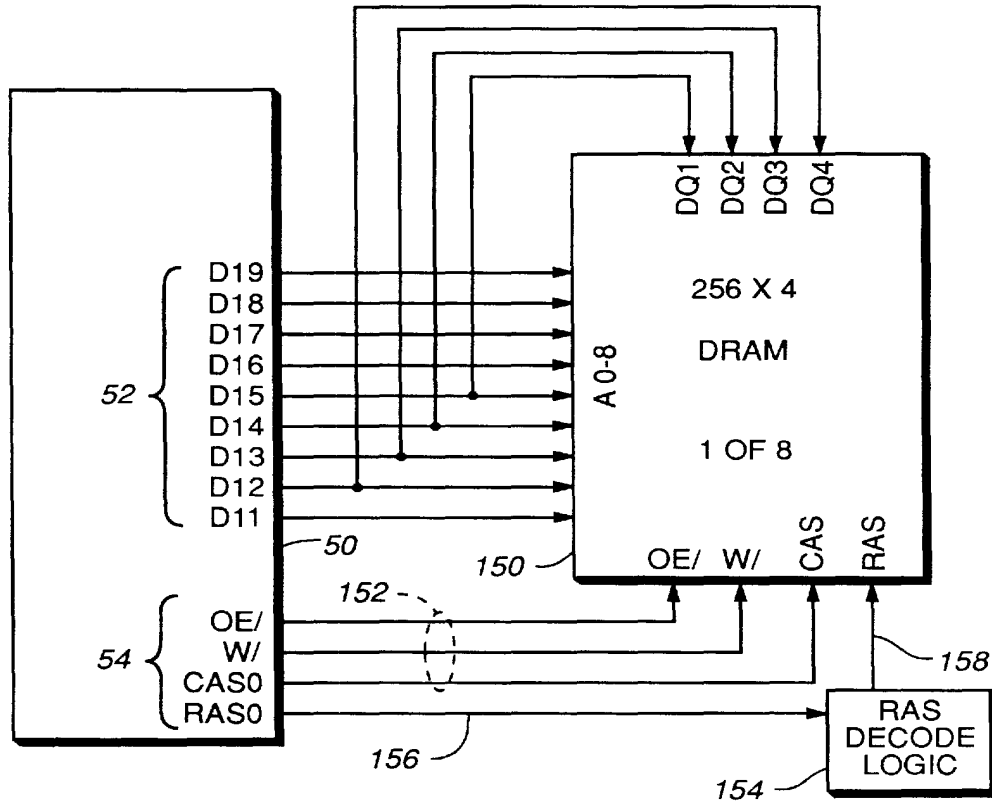 DQ1
DQ2
DQ3
DQ4
D19
D18
D17
D16
D15
D14
D13
D12
D11
52
256 X 4
DRAM
1 OF 8
A 0-8
50
150
OE/
W/
CAS
RAS
152
54
OE/
W/
CAS0
RAS0
158
156
RAS
DECODE
LOGIC
154